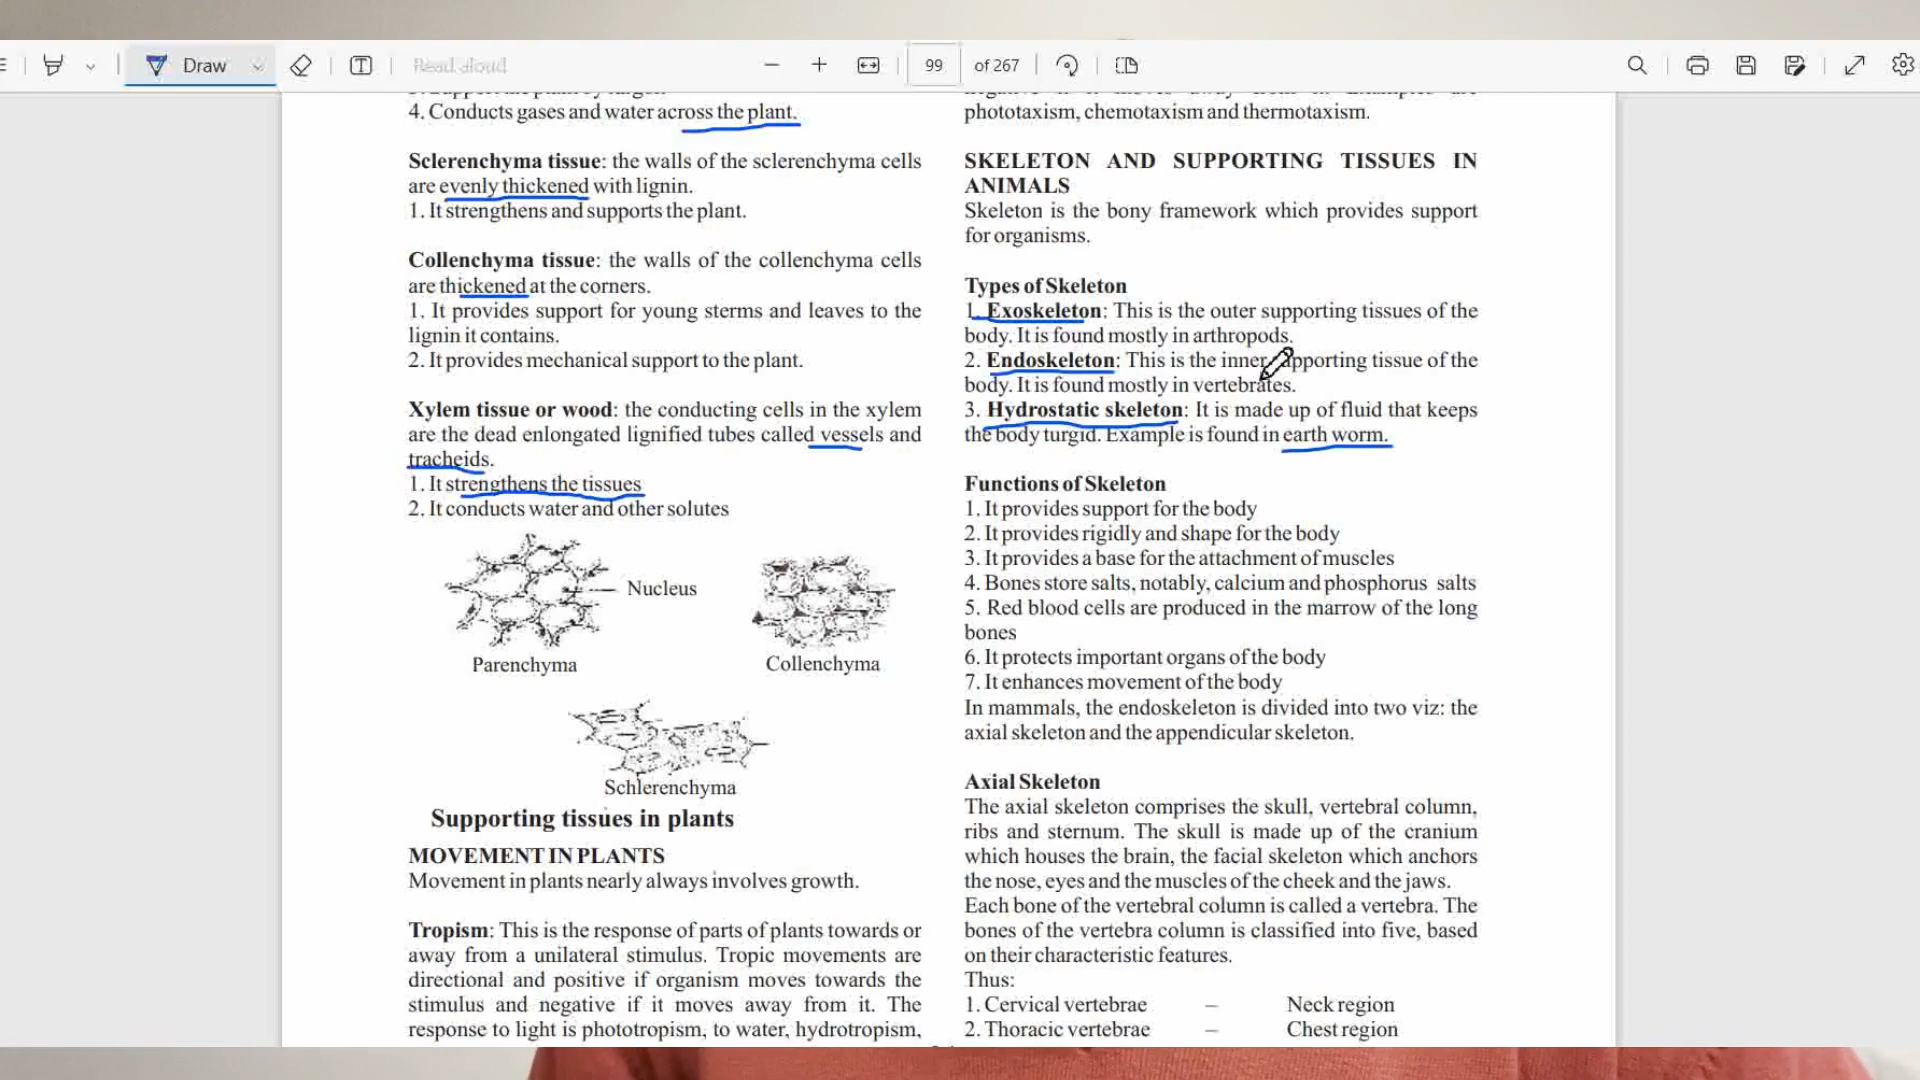 Draw
Read aloud
99 of 267
4. Conducts gases and water across the plant.
Sclerenchyma tissue: the walls of the sclerenchyma cells
are evenly thickened with lignin.
1. It strengthens and supports the plant.
Collenchyma tissue: the walls of the collenchyma cells
are thickened at the corners.
1. It provides support for young sterms and leaves to the
lignin it contains.
2. It provides mechanical support to the plant.
Xylem tissue or wood: the conducting cells in the xylem
are the dead enlongated lignified tubes called vessels and
tracheids.
1. It strengthens the tissues
2. It conducts water and other solutes
Nucleus
Parenchyma
Collenchyma
Schlerenchyma
Supporting tissues in plants
MOVEMENT IN PLANTS
Movement in plants nearly always involves growth.
Tropism: This is the response of parts of plants towards or
away from a unilateral stimulus. Tropic movements are
directional and positive if organism moves towards the
stimulus and negative if it moves away from it. The
response to light is phototropism, to water, hydrotropism,
phototaxism, chemotaxism and thermotaxism.
SKELETON AND SUPPORTING TISSUES IN
ANIMALS
Skeleton is the bony framework which provides support
for organisms.
Types of Skeleton
1. Exoskeleton: This is the outer supporting tissues of the
body. It is found mostly in arthropods.
2. Endoskeleton: This is the inner supporting tissue of the
body. It is found mostly in vertebrates.
3. Hydrostatic skeleton: It is made up of fluid that keeps
the body turgid. Example is found in earth worm.
Functions of Skeleton
1. It provides support for the body
2. It provides rigidly and shape for the body
3. It provides a base for the attachment of muscles
4. Bones store salts, notably, calcium and phosphorus salts
5. Red blood cells are produced in the marrow of the long
bones
6. It protects important organs of the body
7. It enhances movement of the body
In mammals, the endoskeleton is divided into two viz: the
axial skeleton and the appendicular skeleton.
Axial Skeleton
The axial skeleton comprises the skull, vertebral column,
ribs and sternum. The skull is made up of the cranium
which houses the brain, the facial skeleton which anchors
the nose, eyes and the muscles of the cheek and the jaws.
Each bone of the vertebral column is called a vertebra. The
bones of the vertebra column is classified into five, based
on their characteristic features.
Thus:
1. Cervical vertebrae – Neck region
2. Thoracic vertebrae – Chest region